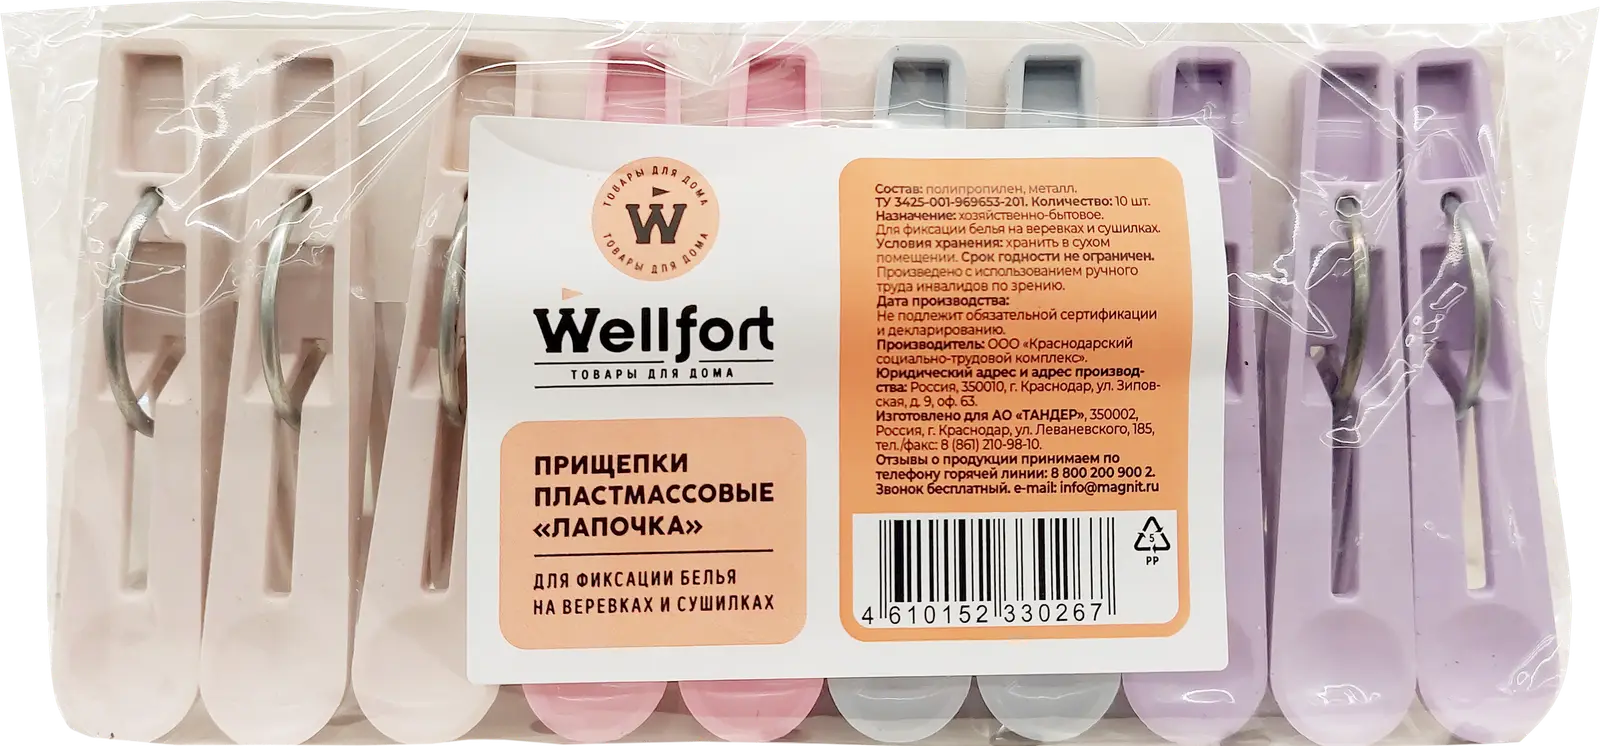 ТОВАРЫ ДЛЯ ДОМА
W
ТОВАРЫ ДЛЯ ДОМА
Wellfort
ТОВАРЫ ДЛЯ ДОМА
ПРИЩЕПКИ
ПЛАСТМАССОВЫЕ
«ЛАПОЧКА»
ДЛЯ ФИКСАЦИИ БЕЛЬЯ
НА ВЕРЕВКАХ И СУШИЛКАХ
Состав: полипропилен, металл.
ТУ 3425-001-969653-201. Количество: 10 шт.
Назначение: хозяйственно-бытовое.
Для фиксации белья на веревках и сушилках.
Условия хранения: хранить в сухом
помещении. Срок годности не ограничен.
Произведено с использованием ручного
труда инвалидов по зрению.
Дата производства:
Не подлежит обязательной сертификации
и декларированию.
Производитель: ООО «Краснодарский
социально-трудовой комплекс».
Юридический адрес и адрес производ-
ства: Россия, 350010, г. Краснодар, ул. Зипов-
ская, д. 9, оф. 63.
Изготовлено для АО «ТАНДЕР», 350002,
Россия, г. Краснодар, ул. Леваневского, 185,
тел./факс: 8 (861) 210-98-10.
Отзывы о продукции принимаем по
телефону горячей линии: 8 800 200 900 2.
Звонок бесплатный. e-mail: info@magnit.ru
4 610152 330267
5
PP